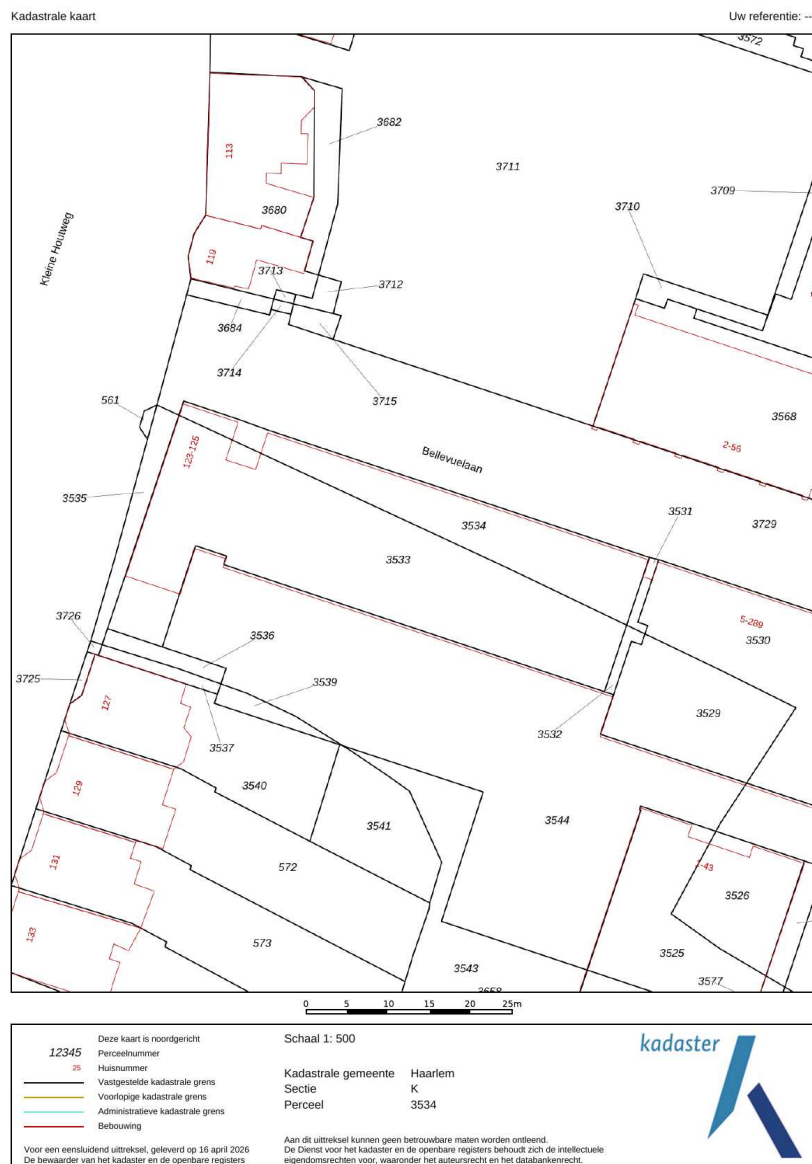 Kadastrale kaart
Uw referentie: --
3572
3682
113
3711
3709
3710
3680
Kleine Houtweg
119
3713
3712
3684
3714
3715
561
3568
123-125
2-56
Bellevuelaan
3535
3531
3534
3729
3533
3726
5-289
3536
3530
3725
3539
127
3529
3532
3537
129
3540
3541
3544
131
572
1-43
3526
133
573
3525
3543
3577
3658
0 5 10 15 20 25m
Deze kaart is noordgericht
12345 Perceelnummer
25 Huisnummer
Vastgestelde kadastrale grens
Voorlopige kadastrale grens
Administratieve kadastrale grens
Bebouwing
Voor een eensluidend uittreksel, geleverd op 16 april 2026
De bewaarder van het kadaster en de openbare registers
Schaal 1: 500
Kadastrale gemeente Haarlem
Sectie K
Perceel 3534
Aan dit uittreksel kunnen geen betrouwbare maten worden ontleend.
De Dienst voor het kadaster en de openbare registers behoudt zich de intellectuele
eigendomsrechten voor, waaronder het auteursrecht en het databankenrecht.
kadaster